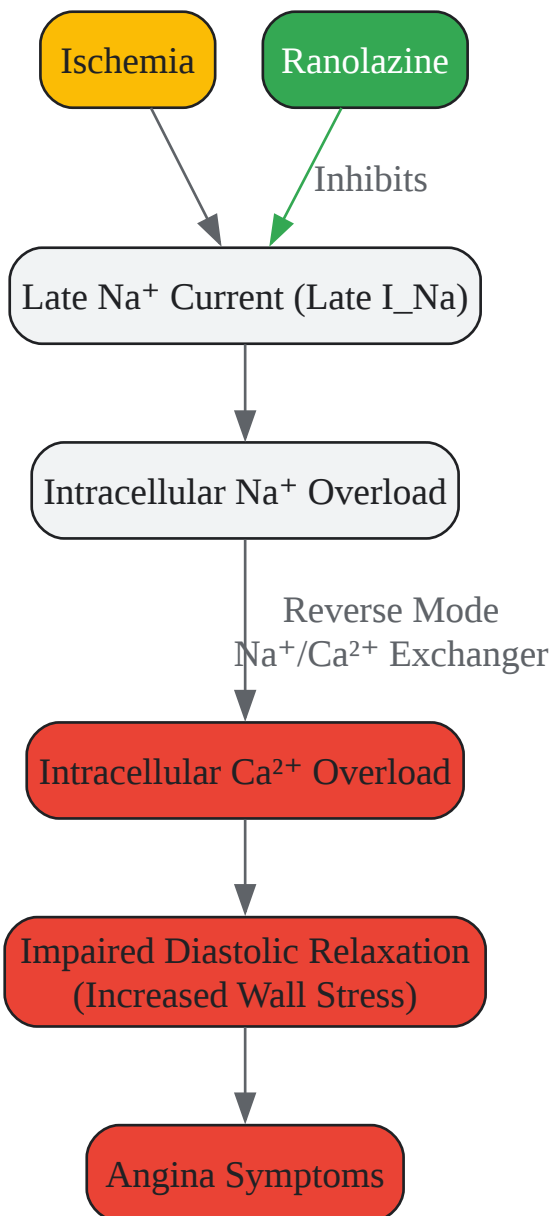 Ischemia
Ranolazine
Inhibits
Late Na⁺ Current (Late I_Na)
Intracellular Na⁺ Overload
Reverse Mode
Na⁺/Ca²⁺ Exchanger
Intracellular Ca²⁺ Overload
Impaired Diastolic Relaxation
(Increased Wall Stress)
Angina Symptoms